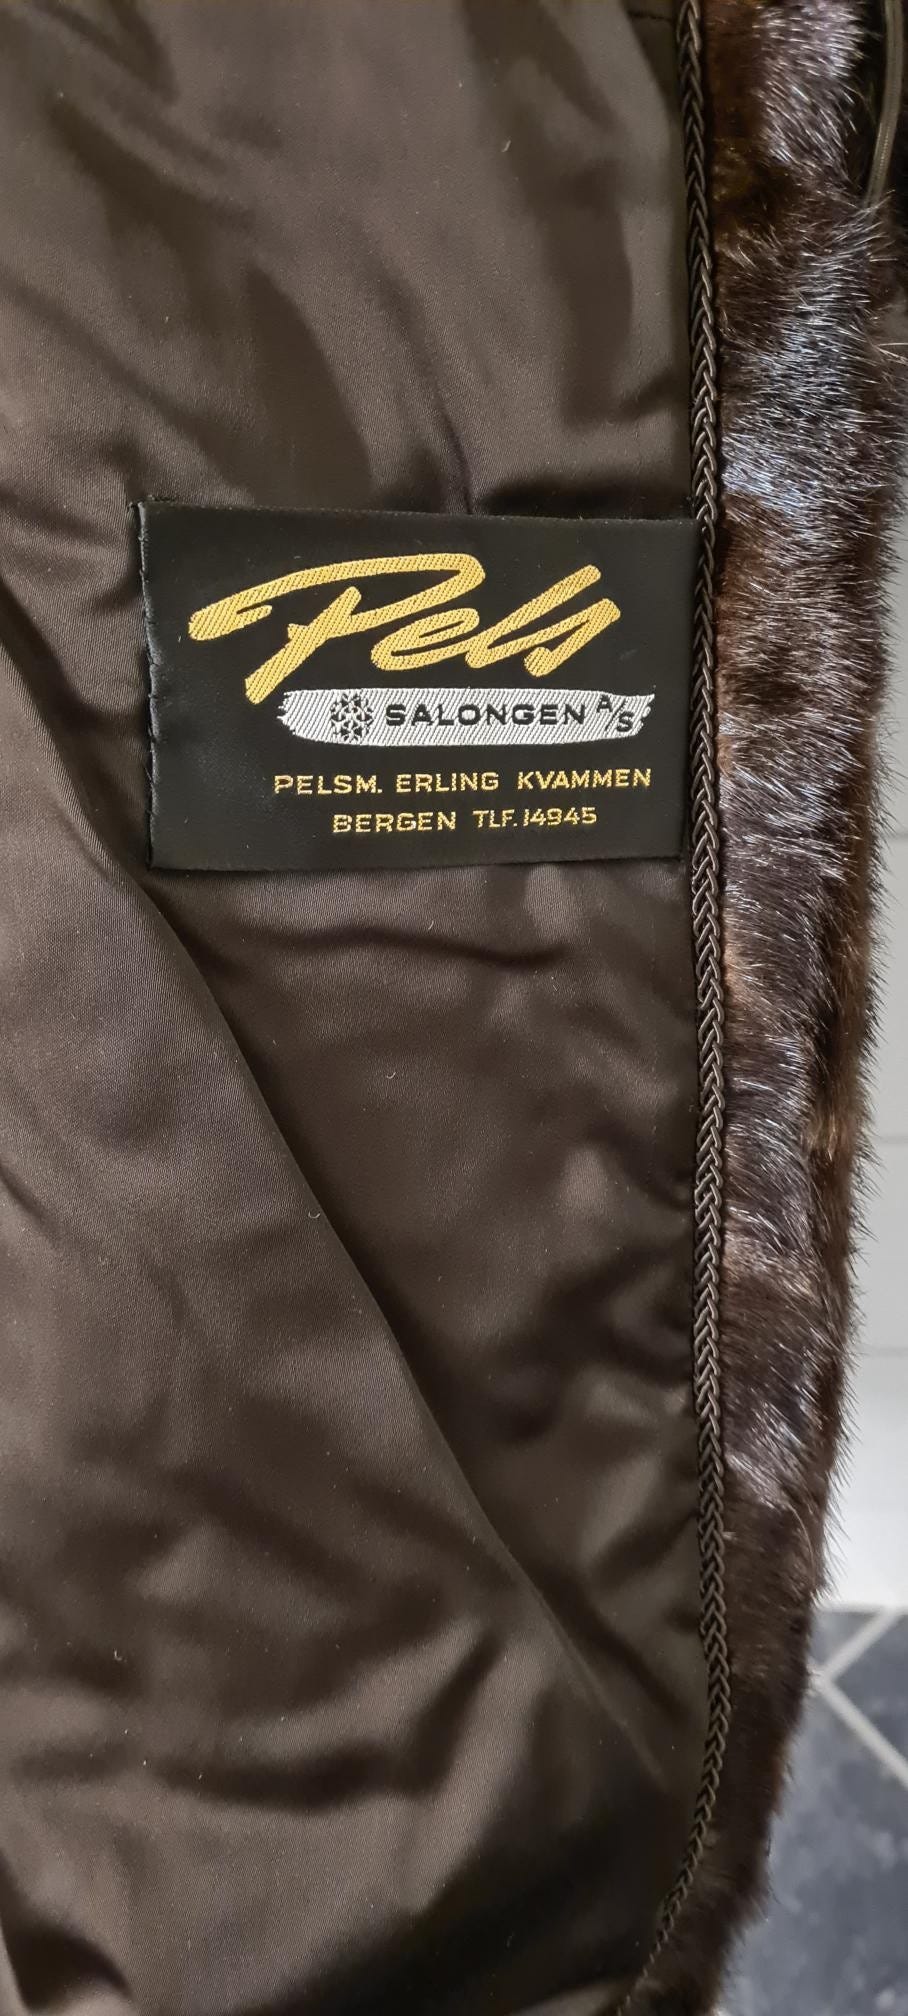 Pels
SALONGEN A/S
PELSM. ERLING KVAMMEN
BERGEN TLF. 14945